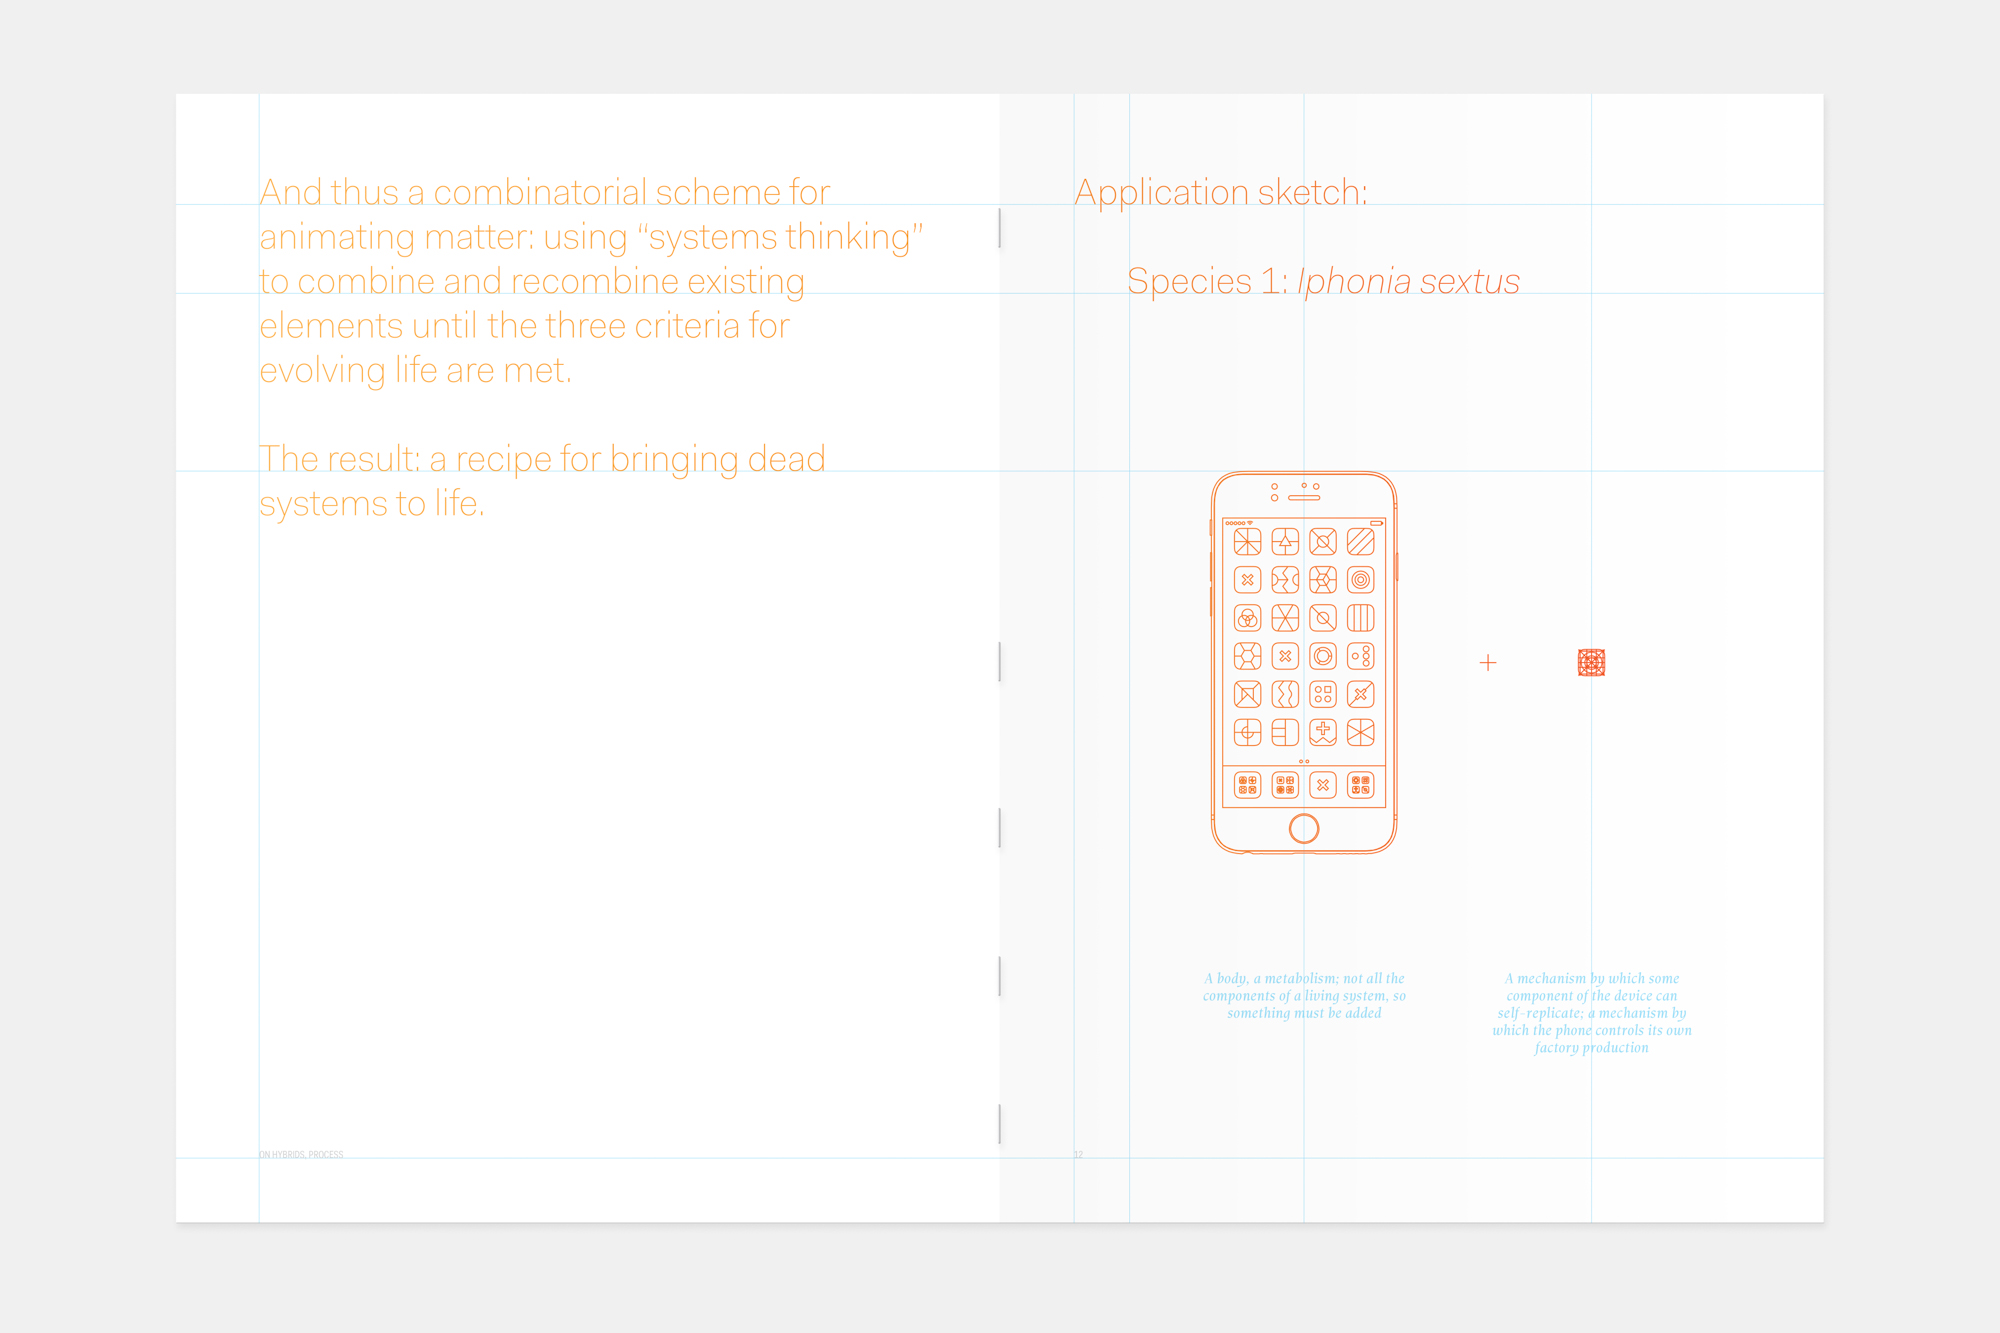 And thus a combinatorial scheme for
animating matter: using “systems thinking”
to combine and recombine existing
elements until the three criteria for
evolving life are met.
The result: a recipe for bringing dead
systems to life.
ON HYBRIDS, PROCESS
Application sketch:
Species 1: Iphonia sextus
A body, a metabolism; not all the
components of a living system, so
something must be added
A mechanism by which some
component of the device can
self-replicate; a mechanism by
which the phone controls its own
factory production
12